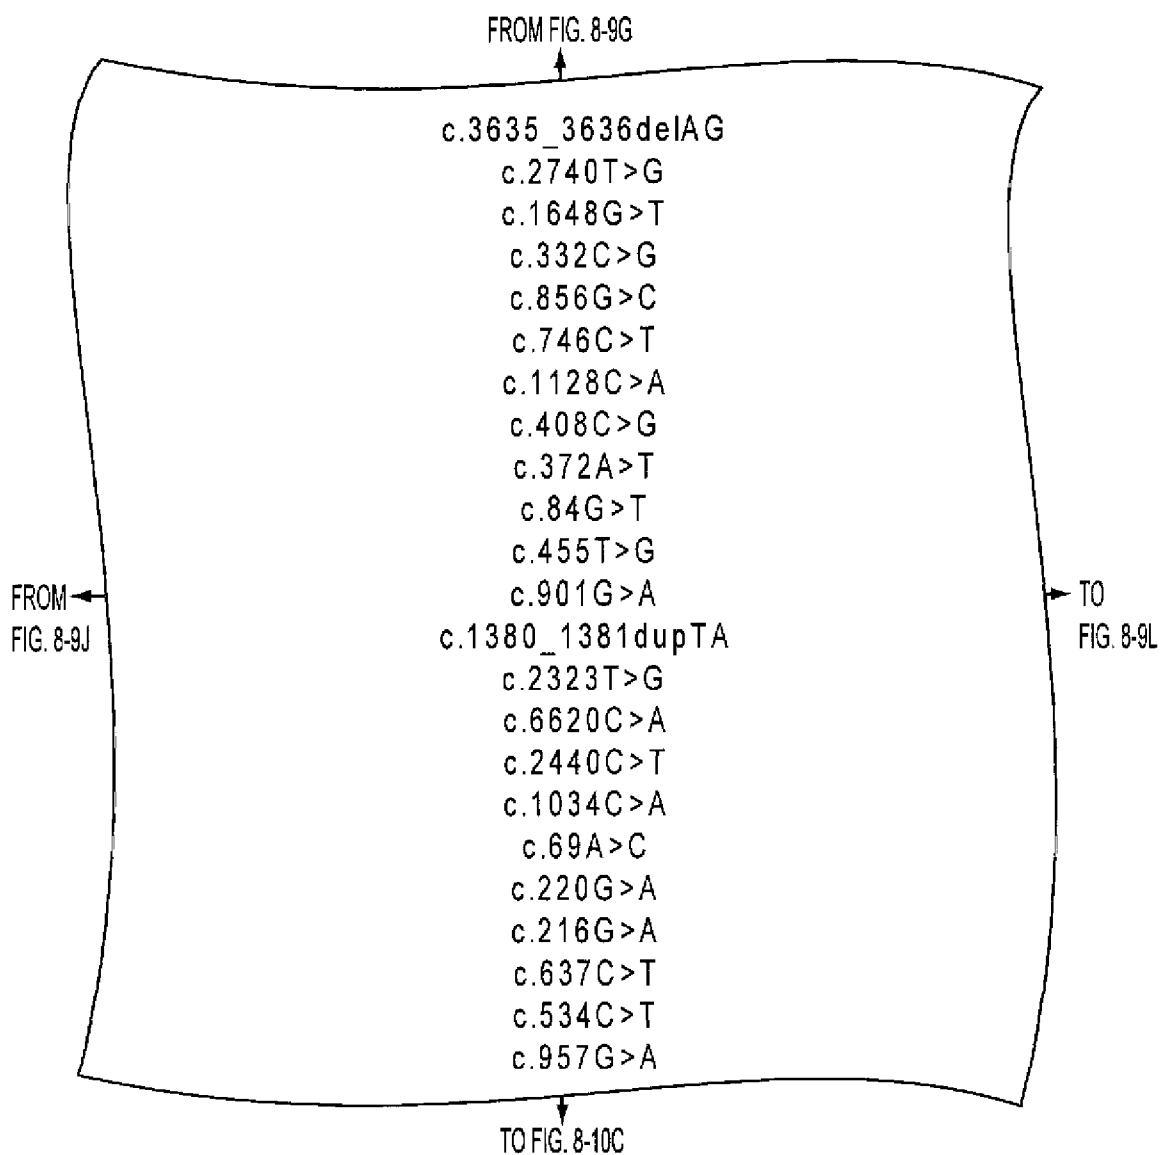 FROM FIG. 8-9G
c.3635_3636delAG
c.2740T>G
c.1648G>T
c.332C>G
c.856G>C
c.746C>T
c.1128C>A
c.408C>G
c.372A>T
c.84G>T
c.455T>G
c.901G>A
FROM
FIG. 8-9J
TO
FIG. 8-9L
c.1380_1381dupTA
c.2323T>G
c.6620C>A
c.2440C>T
c.1034C>A
c.69A>C
c.220G>A
c.216G>A
c.637C>T
c.534C>T
c.957G>A
TO FIG. 8-10C